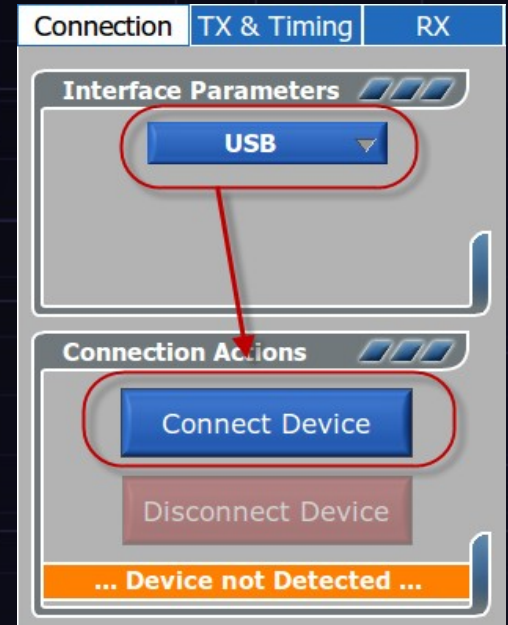 Connection TX & Timing RX
Interface Parameters
USB
Connection Actions
Connect Device
Disconnect Device
... Device not Detected ...